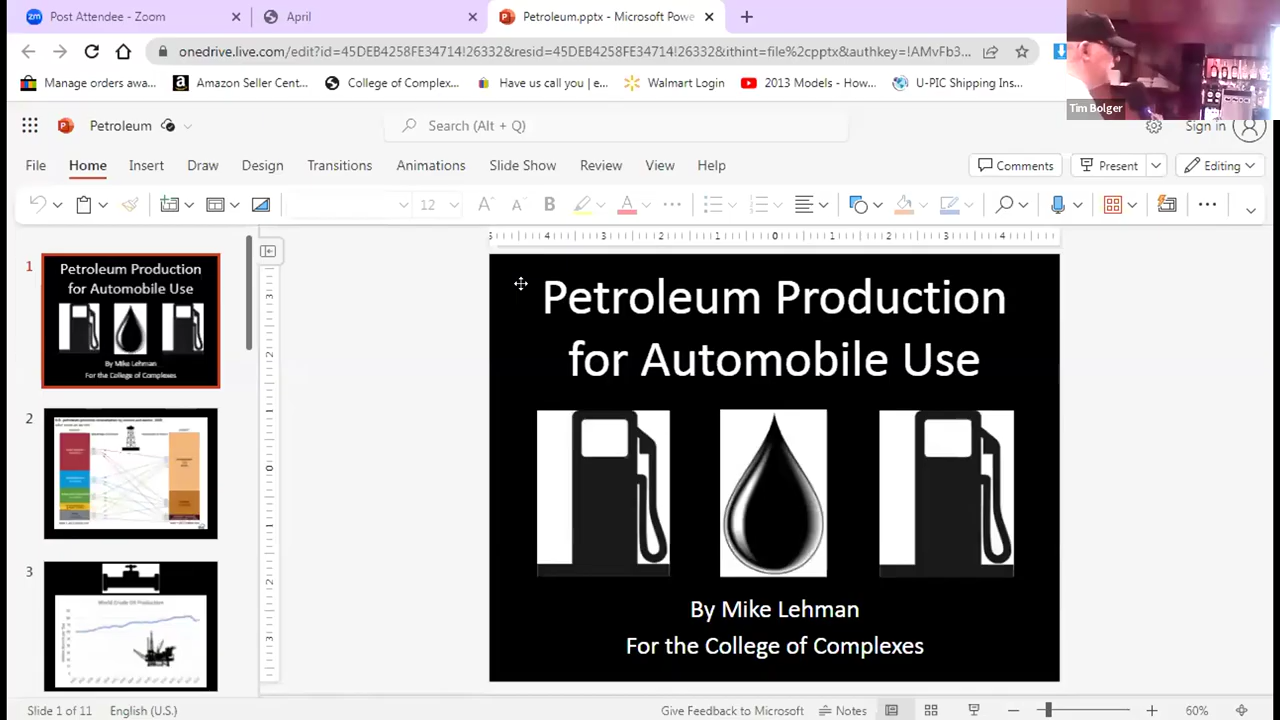 Post Attendee - Zoom
April
Petroleum.pptx - Microsoft Powe
onedrive.live.com/edit?id=45DEB4258FE34714!26332&resid=45DEB4258FE34714!26332&ithint=file%2cpptx&authkey=!AMvFb3...
Manage orders awa...
Amazon Seller Cent...
College of Complex...
he us call you | e...
Walmart Login
2013 Models - How...
U-PIC Shipping Ins...
Tim Bolger
Petroleum
Search (Alt + Q)
Sign in
File Home Insert Draw Design Transitions Animations Slide Show Review View Help
Comments Present Editing
12
1
Petroleum Production
for Automobile Use
By Mike Lehman
For the College of Complexes
2
3
World Crude Oil Production
Petroleum Production
for Automobile Use
By Mike Lehman
For the College of Complexes
Slide 1 of 11
English (U.S.)
Give Feedback to Microsoft
Notes
60%